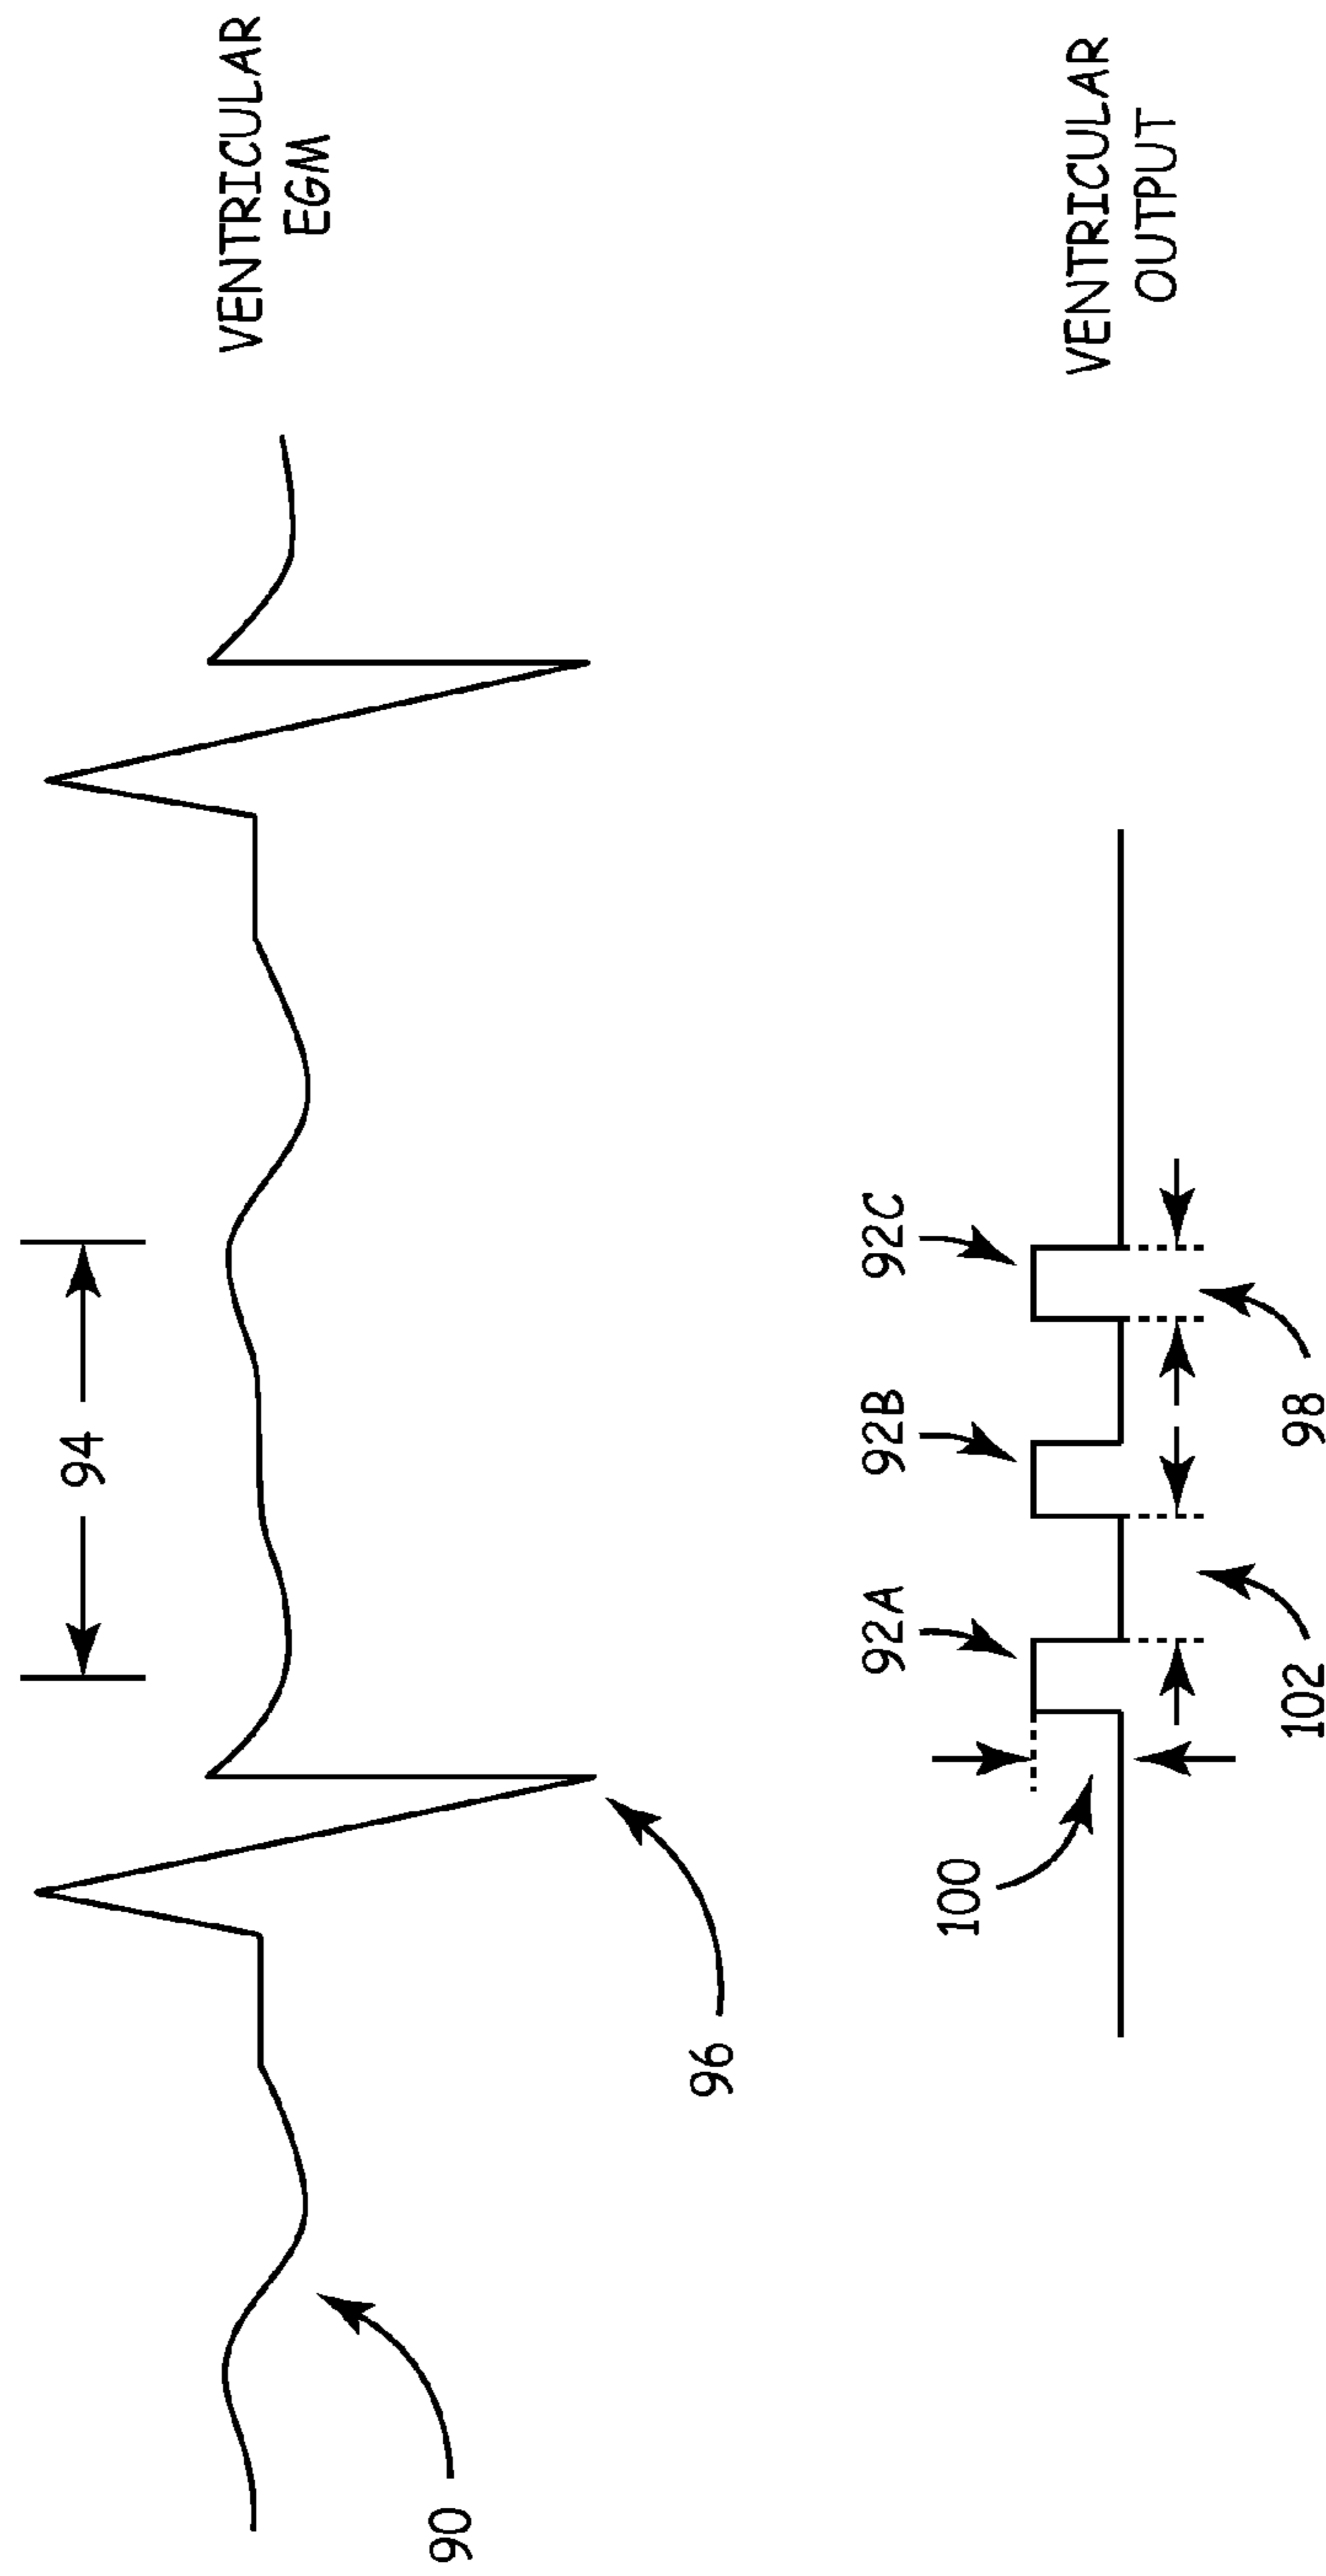 94
VENTRICULAR
EGM
90
96
92A
92B
92C
100
VENTRICULAR
OUTPUT
102
98